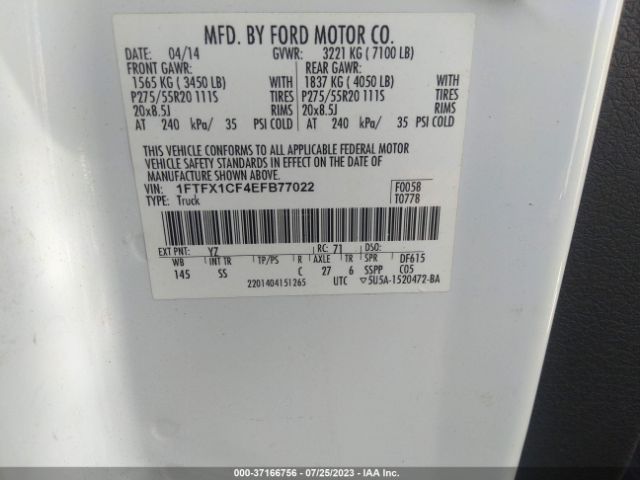 MFD. BY FORD MOTOR CO.
DATE: 04/14 GVWR: 3221 KG ( 7100 LB)
FRONT GAWR: REAR GAWR:
1565 KG ( 3450 LB) WITH 1837 KG ( 4050 LB) WITH
P275/55R20 111S TIRES P275/55R20 111S TIRES
20x8.5J RIMS 20x8.5J RIMS
AT 240 kPa/ 35 PSI COLD AT 240 kPa/ 35 PSI COLD
THIS VEHICLE CONFORMS TO ALL APPLICABLE FEDERAL MOTOR
VEHICLE SAFETY STANDARDS IN EFFECT ON THE DATE OF
MANUFACTURE SHOWN ABOVE.
VIN: 1FTFX1CF4EFB77022 F0058
TYPE: Truck T0778
EXT PNT: YZ RC: 71 DSO:
WB INT TR TP/PS R AXLE TR SPR DF615
145 SS C 27 6 SSPP C05
2201404151265 UTC ▽5U5A-1520472-BA
000-37166756 - 07/25/2023 - IAA Inc.